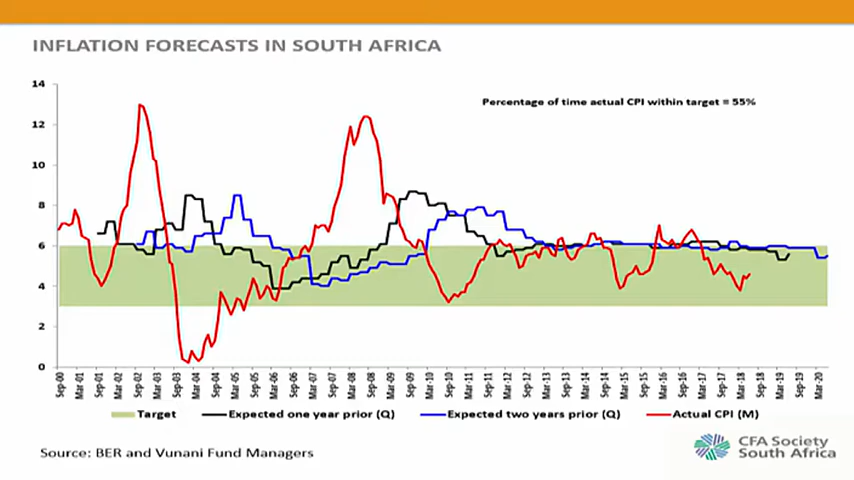 INFLATION FORECASTS IN SOUTH AFRICA
Percentage of time actual CPI within target = 55%
14
12
10
8
6
4
2
0
Sep-00 Mar-01 Sep-01 Mar-02 Sep-02 Mar-03 Sep-03 Mar-04 Sep-04 Mar-05 Sep-05 Mar-06 Sep-06 Mar-07 Sep-07 Mar-08 Sep-08 Mar-09 Sep-09 Mar-10 Sep-10 Mar-11 Sep-11 Mar-12 Sep-12 Mar-13 Sep-13 Mar-14 Sep-14 Mar-15 Sep-15 Mar-16 Sep-16 Mar-17 Sep-17 Mar-18 Sep-18 Mar-19 Sep-19 Mar-20
Target Expected one year prior (Q) Expected two years prior (Q) Actual CPI (M)
Source: BER and Vunani Fund Managers
CFA Society
South Africa